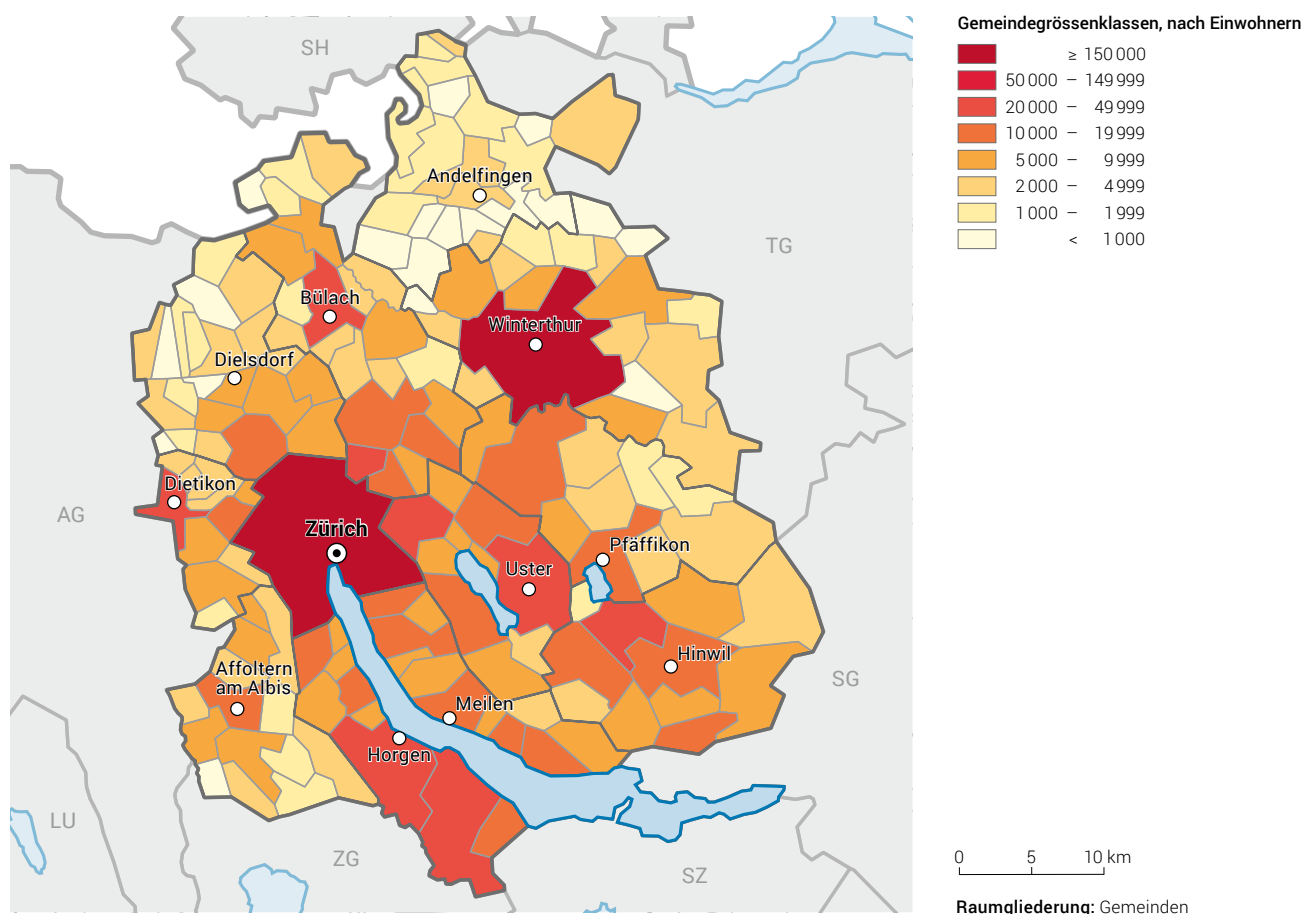 Gemeindegrössenklassen, nach Einwohnern
≥ 150 000
50 000 – 149 999
20 000 – 49 999
10 000 – 19 999
5 000 – 9 999
2 000 – 4 999
1 000 – 1 999
< 1 000
SH
Andelfingen
TG
Bülach
Winterthur
Dielsdorf
Dietikon
AG
Zürich
Pfäffikon
Uster
Hinwil
Affoltern
am Albis
SG
Meilen
Horgen
LU
ZG
SZ
0 5 10 km
Raumgliederung: Gemeinden